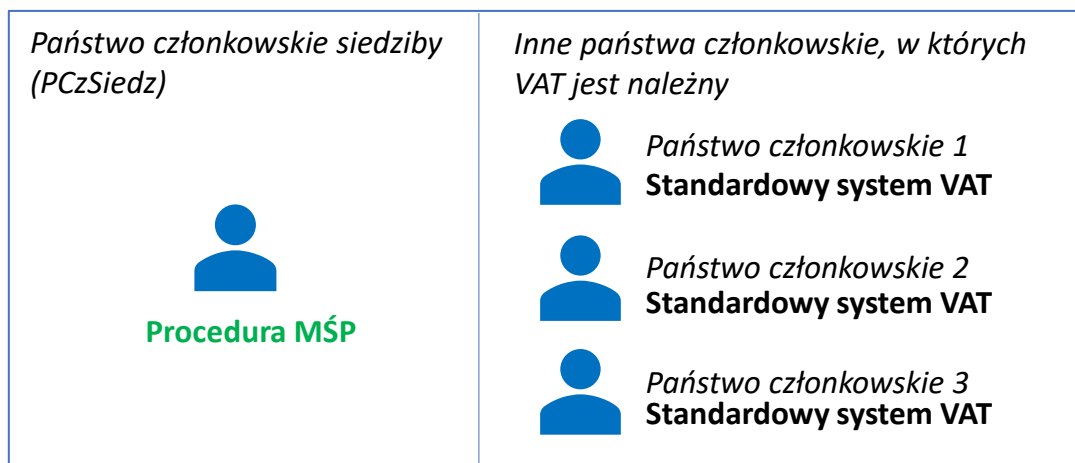 Państwo członkowskie siedziby
(PCzSiedz)
Procedura MŚP
Inne państwa członkowskie, w których
VAT jest należny
Państwo członkowskie 1
Standardowy system VAT
Państwo członkowskie 2
Standardowy system VAT
Państwo członkowskie 3
Standardowy system VAT